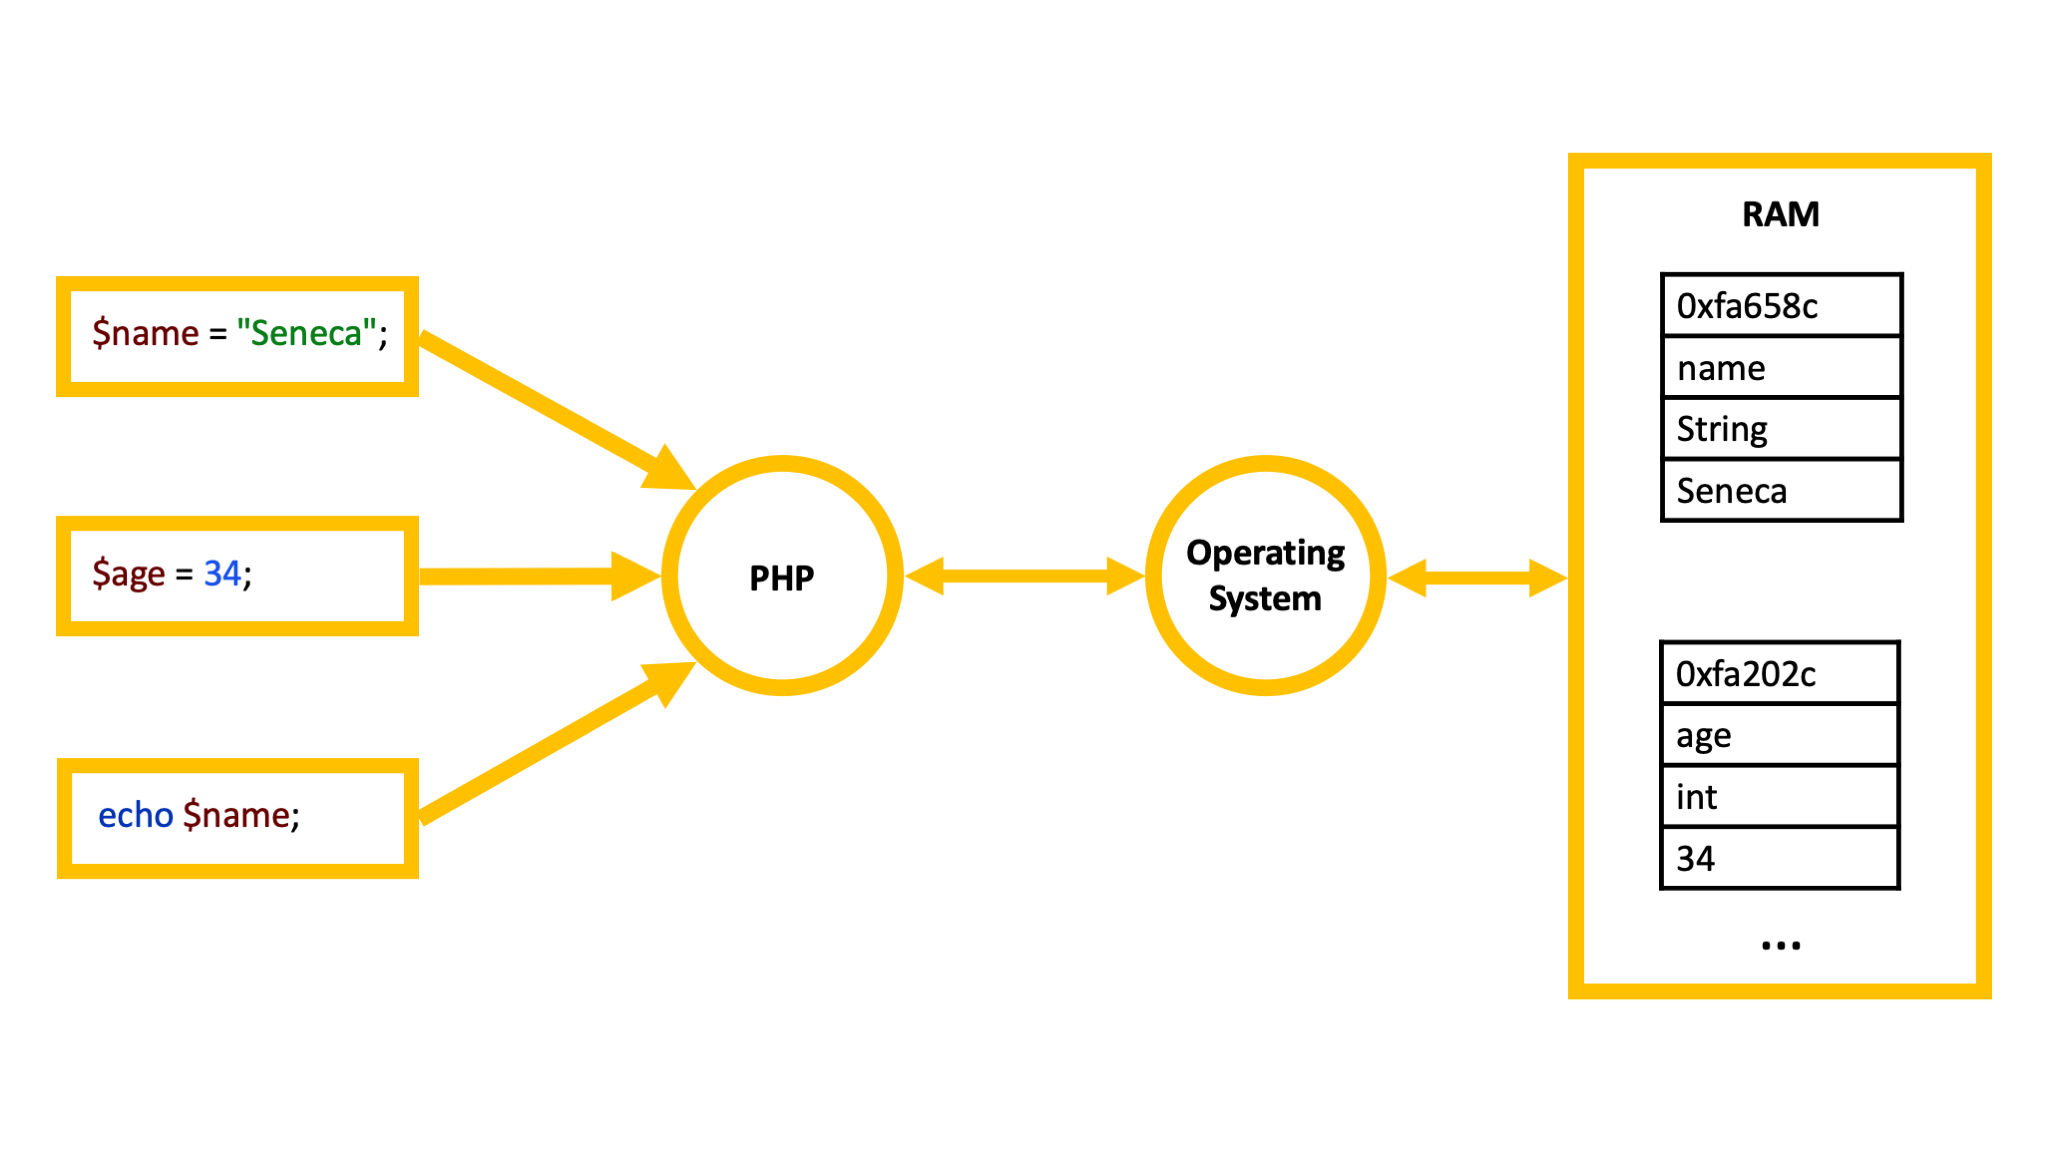 $name = "Seneca";
$age = 34;
echo $name;
PHP
Operating
System
RAM
0xfa658c
name
String
Seneca
0xfa202c
age
int
34
...